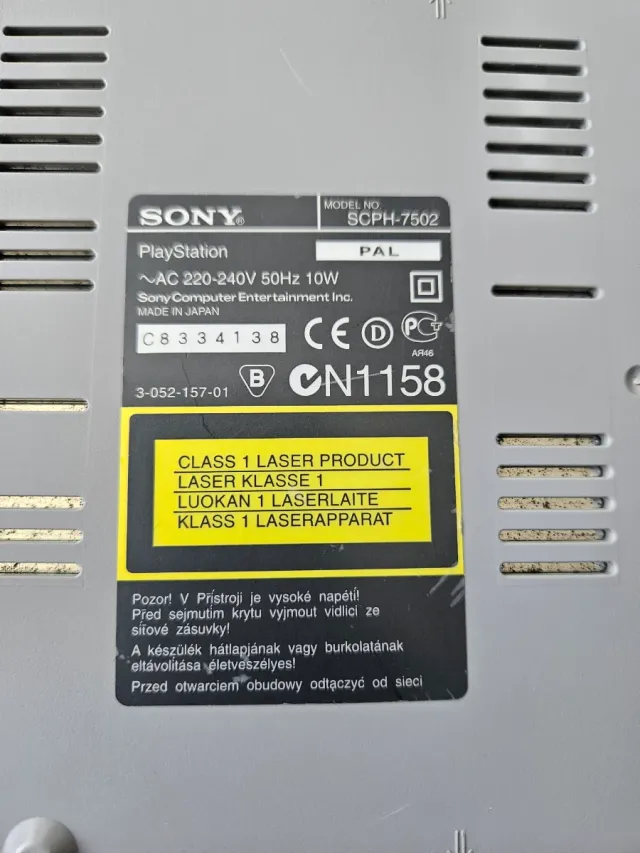 SONY®
MODEL NO.
SCPH-7502
PlayStation
PAL
~AC 220-240V 50Hz 10W
Sony Computer Entertainment Inc.
MADE IN JAPAN
C8334138
CE D PCT
АЯ46
3-052-157-01 B N1158
CLASS 1 LASER PRODUCT
LASER KLASSE 1
LUOKAN 1 LASERLAITE
KLASS 1 LASERAPPARAT
Pozor! V Přístroji je vysoké napětí!
Před sejmutím krytu vyjmout vidlici ze
síťové zásuvky!
A készülék hátlapjának vagy burkolatának
eltávolítása életveszélyes!
Przed otwarciem obudowy odłączyć od sieci